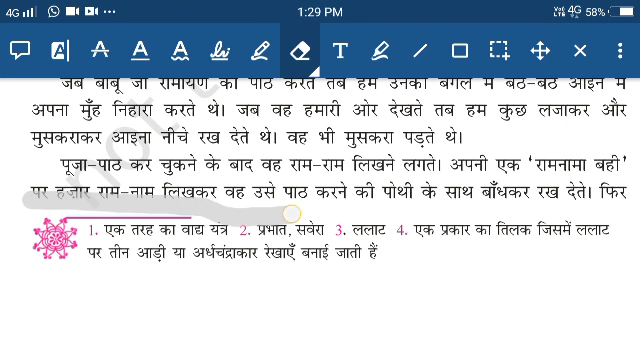 4G 1:29 PM VoLTE 4G 58%
A A A A T
जब बाबू जी रामायण का पाठ करते तब हम उनकी बगल में बैठे-बैठे आइने में
अपना मुँह निहारा करते थे। जब वह हमारी ओर देखते तब हम कुछ लजाकर और
मुसकराकर आइना नीचे रख देते थे। वह भी मुसकरा पड़ते थे।
पूजा-पाठ कर चुकने के बाद वह राम-राम लिखने लगते। अपनी एक 'रामनामा बही'
पर हज़ार राम-नाम लिखकर वह उसे पाठ करने की पोथी के साथ बाँधकर रख देते। फिर
1. एक तरह का वाद्य यंत्र 2. प्रभात, सवेरा 3. ललाट 4. एक प्रकार का तिलक जिसमें ललाट
पर तीन आड़ी या अर्धचंद्राकार रेखाएँ बनाई जाती हैं
not t